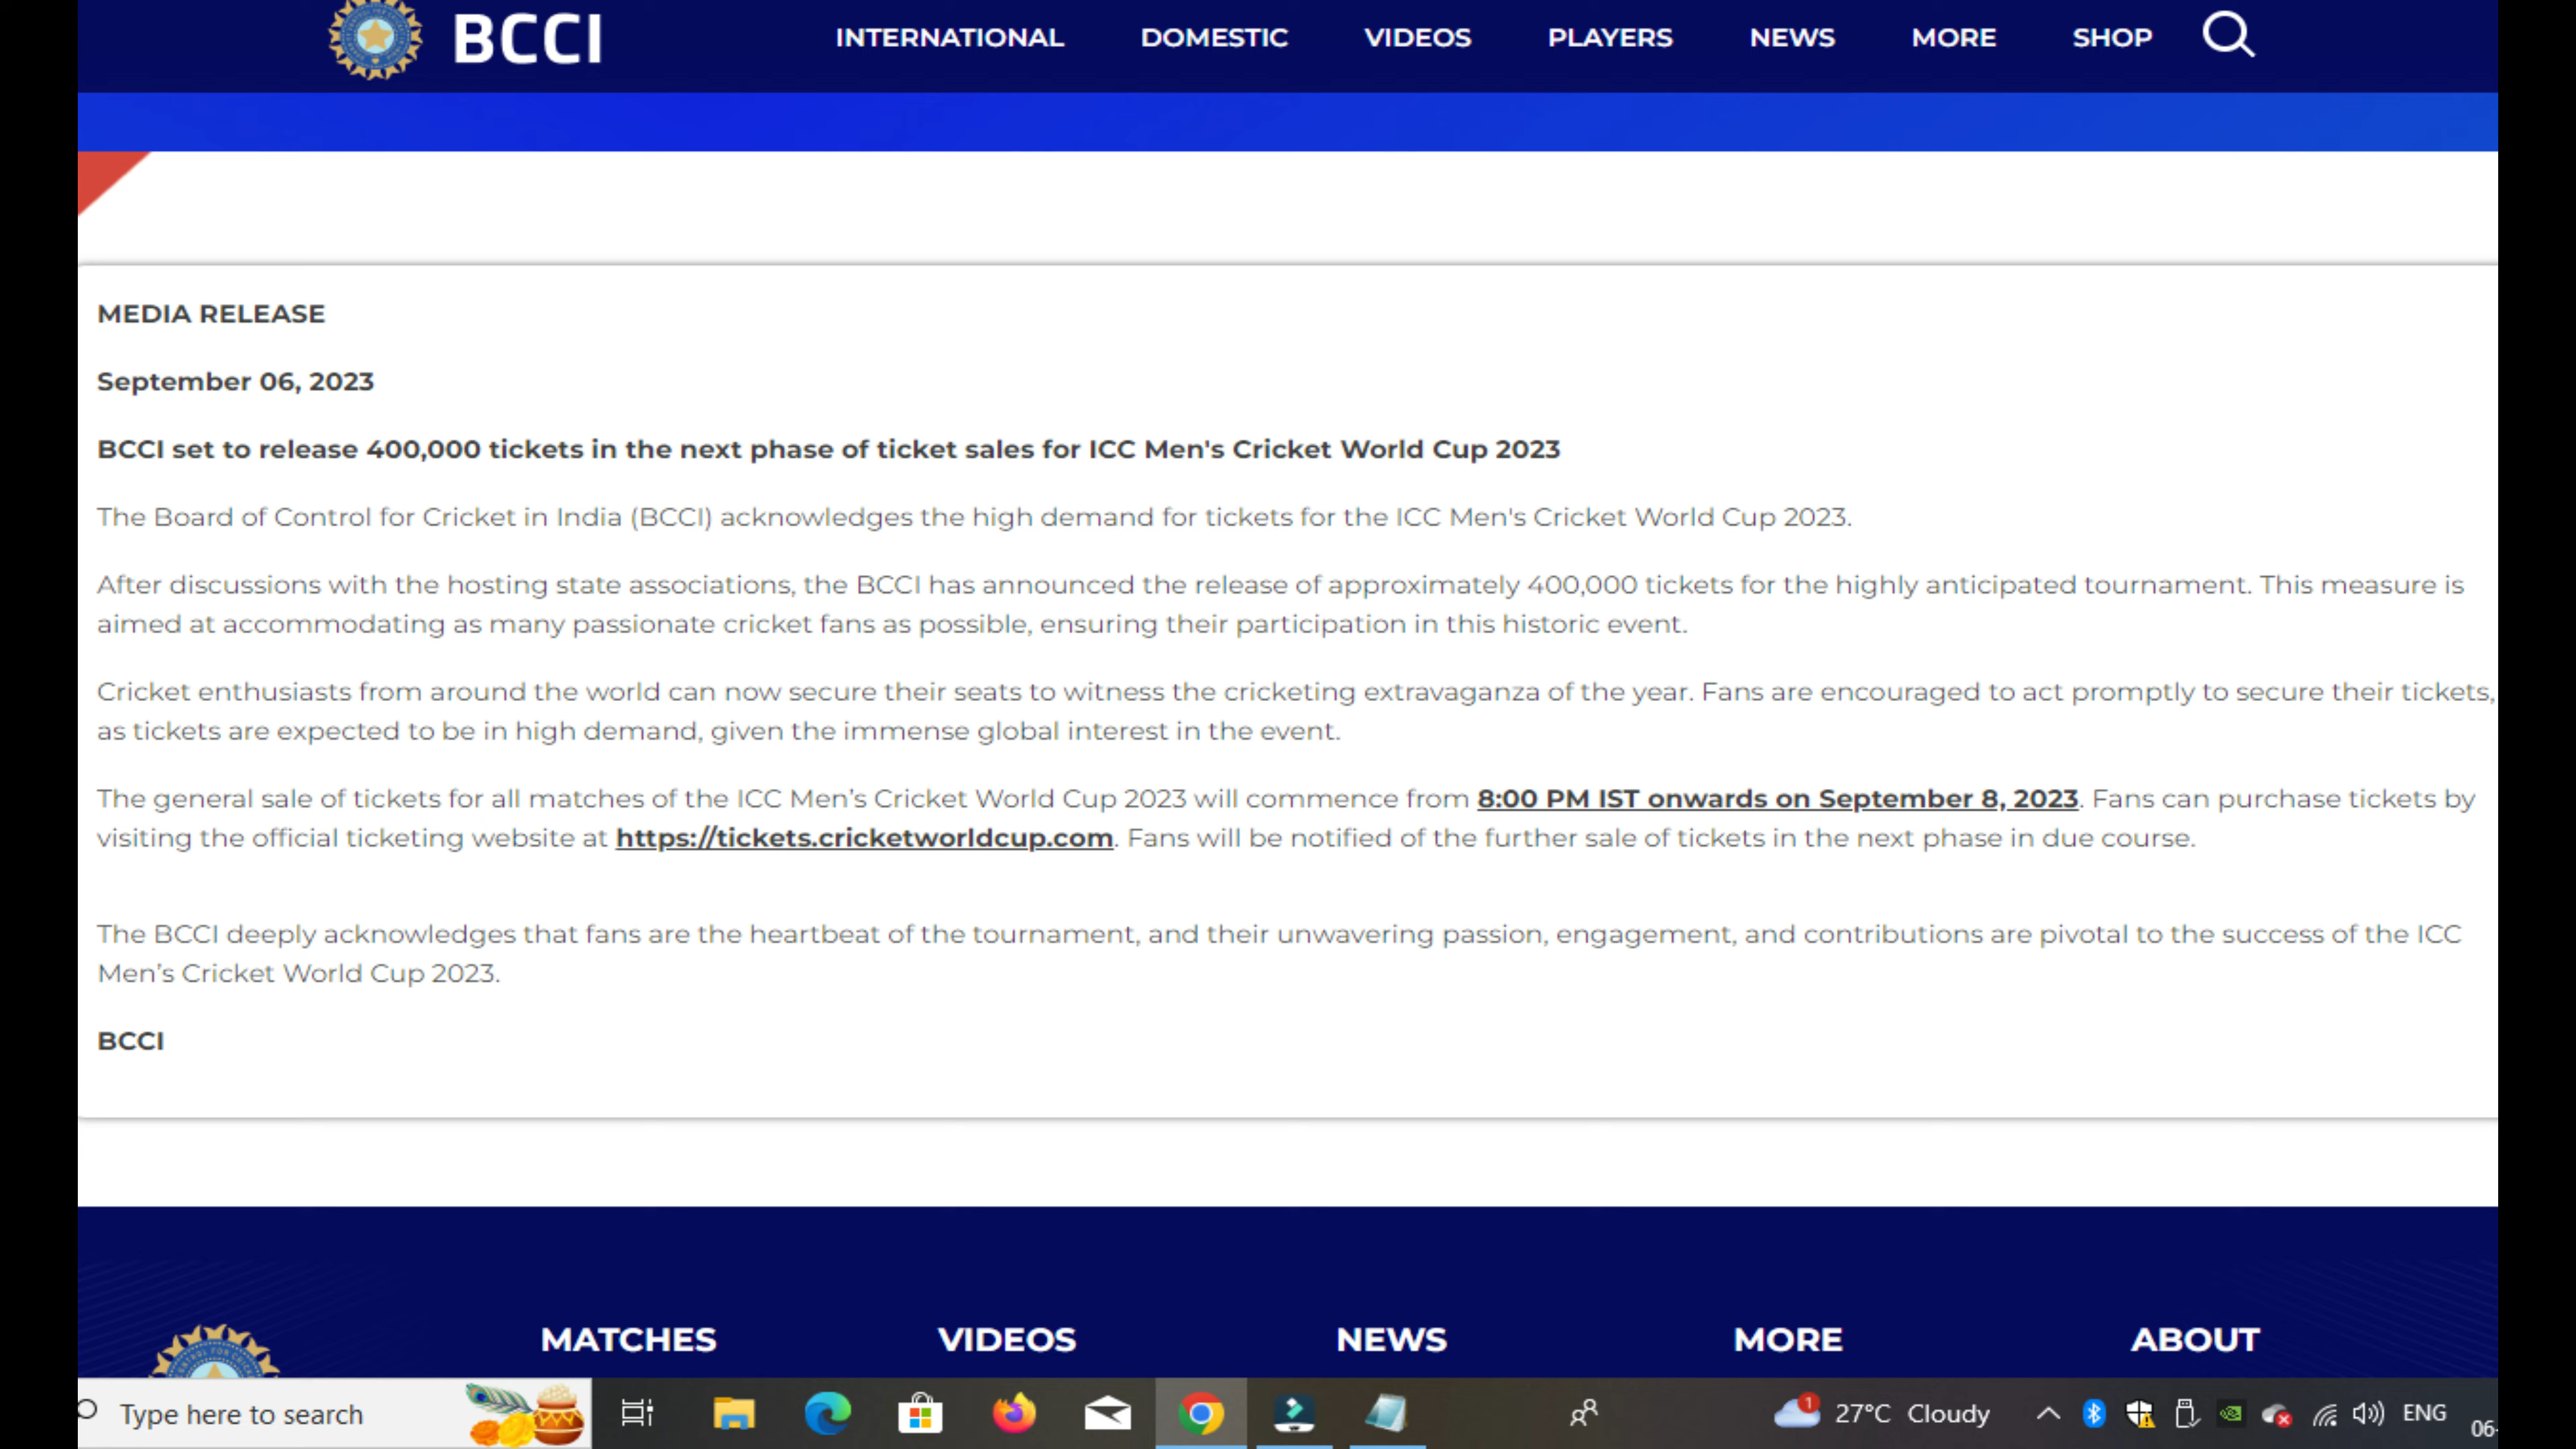 BCCI
INTERNATIONAL DOMESTIC VIDEOS PLAYERS NEWS MORE SHOP
MEDIA RELEASE
September 06, 2023
BCCI set to release 400,000 tickets in the next phase of ticket sales for ICC Men's Cricket World Cup 2023
The Board of Control for Cricket in India (BCCI) acknowledges the high demand for tickets for the ICC Men's Cricket World Cup 2023.
After discussions with the hosting state associations, the BCCI has announced the release of approximately 400,000 tickets for the highly anticipated tournament. This measure is
aimed at accommodating as many passionate cricket fans as possible, ensuring their participation in this historic event.
Cricket enthusiasts from around the world can now secure their seats to witness the cricketing extravaganza of the year. Fans are encouraged to act promptly to secure their tickets,
as tickets are expected to be in high demand, given the immense global interest in the event.
The general sale of tickets for all matches of the ICC Men’s Cricket World Cup 2023 will commence from 8:00 PM IST onwards on September 8, 2023. Fans can purchase tickets by
visiting the official ticketing website at https://tickets.cricketworldcup.com. Fans will be notified of the further sale of tickets in the next phase in due course.
The BCCI deeply acknowledges that fans are the heartbeat of the tournament, and their unwavering passion, engagement, and contributions are pivotal to the success of the ICC
Men’s Cricket World Cup 2023.
BCCI
MATCHES VIDEOS NEWS MORE ABOUT
Type here to search
1 27°C Cloudy ENG
06-